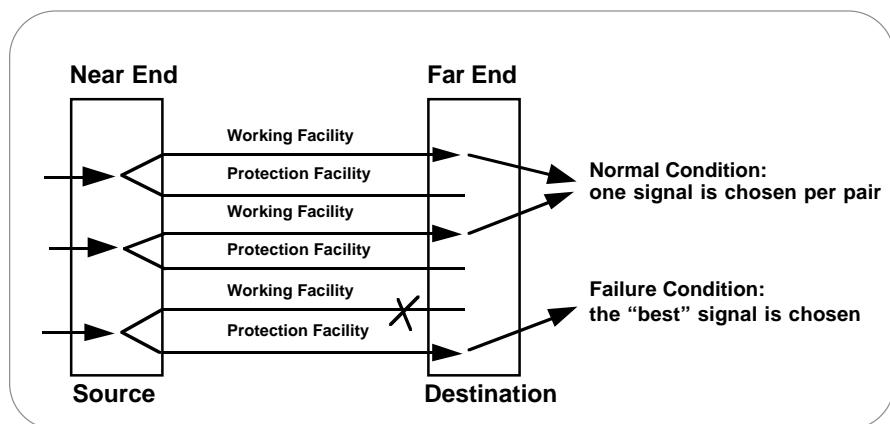 Near End
Far End
Working Facility
Protection Facility
Working Facility
Protection Facility
Working Facility
Protection Facility
Normal Condition:
one signal is chosen per pair
Failure Condition:
the “best” signal is chosen
Source
Destination